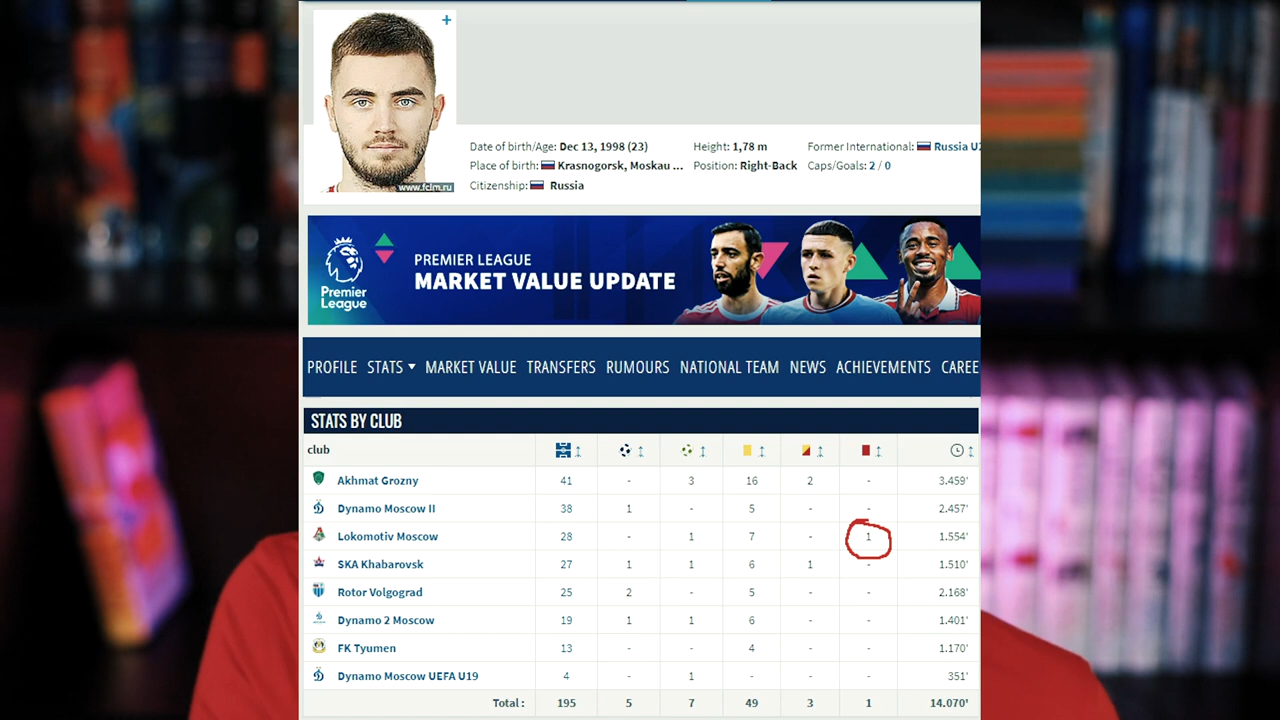 +
www.fclm.ru
Date of birth/Age: Dec 13, 1998 (23) Height: 1,78 m Former International: Russia U2
Place of birth: Krasnogorsk, Moskau ... Position: Right-Back Caps/Goals: 2 / 0
Citizenship: Russia
Premier League
PREMIER LEAGUE
MARKET VALUE UPDATE
PROFILE STATS MARKET VALUE TRANSFERS RUMOURS NATIONAL TEAM NEWS ACHIEVEMENTS CAREE
STATS BY CLUB
club
Akhmat Grozny 41 - 3 16 2 - 3.459'
Dynamo Moscow II 38 1 - 5 - - 2.457'
Lokomotiv Moscow 28 - 1 7 - 1 1.554'
SKA Khabarovsk 27 1 1 6 1 - 1.510'
Rotor Volgograd 25 2 - 5 - - 2.168'
Dynamo 2 Moscow 19 1 1 6 - - 1.401'
FK Tyumen 13 - - 4 - - 1.170'
Dynamo Moscow UEFA U19 4 - 1 - - - 351'
Total : 195 5 7 49 3 1 14.070'